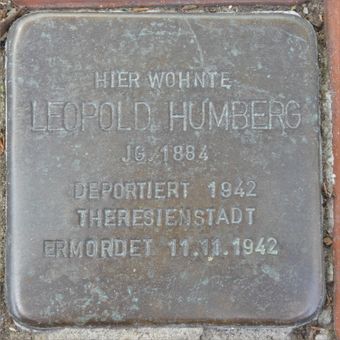 HIER WOHNTE
LEOPOLD HUMBERG
JG. 1884
DEPORTIERT 1942
THERESIENSTADT
ERMORDET 11.11.1942